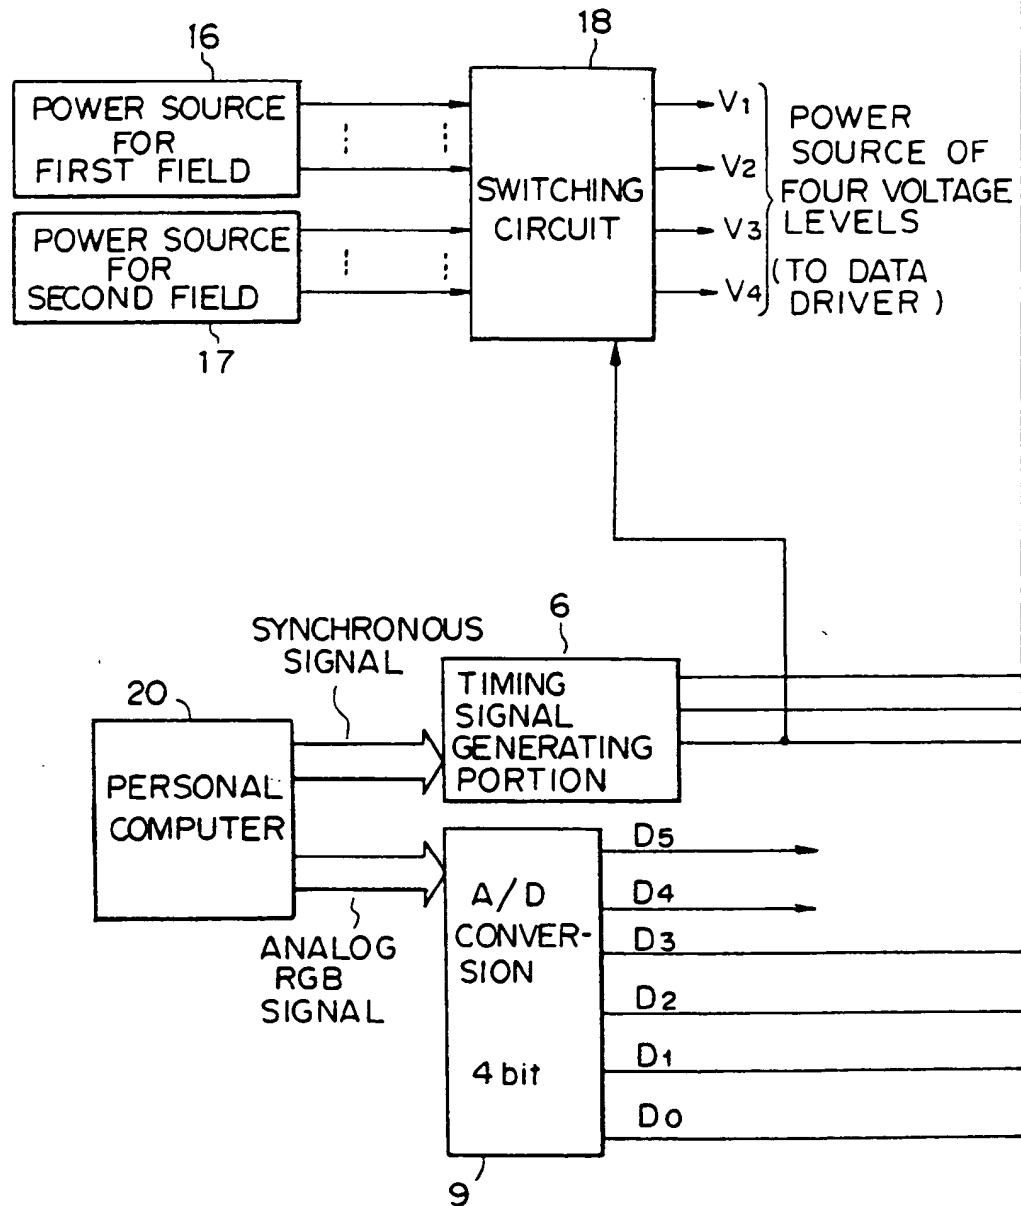 16
POWER SOURCE
FOR
FIRST FIELD
POWER SOURCE
FOR
SECOND FIELD
17
18
SWITCHING
CIRCUIT
V1
V2
V3
V4
POWER
SOURCE OF
FOUR VOLTAGE
LEVELS
(TO DATA
DRIVER)
SYNCHRONOUS
SIGNAL
6
TIMING
SIGNAL
GENERATING
PORTION
20
PERSONAL
COMPUTER
ANALOG
RGB
SIGNAL
A/D
CONVER-
SION
4 bit
9
D5
D4
D3
D2
D1
D0